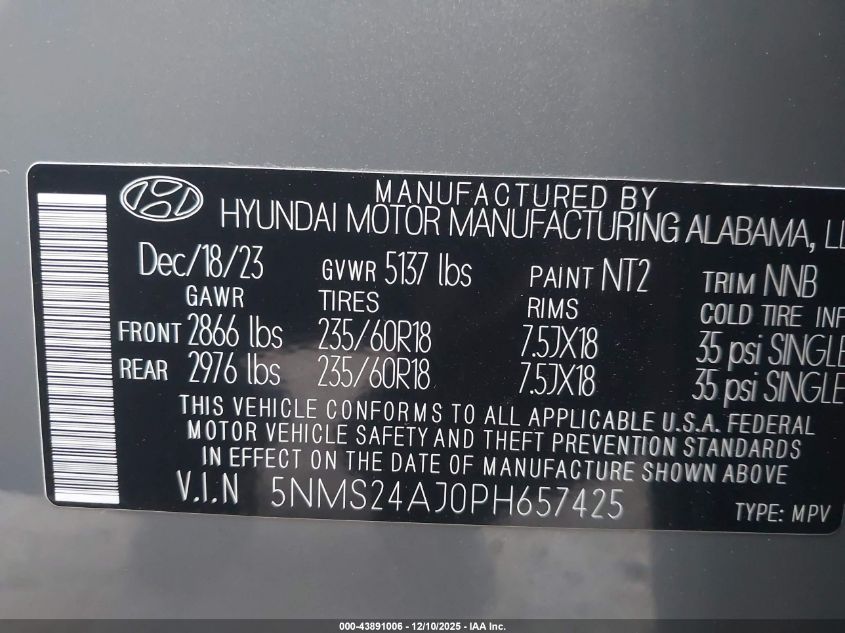 MANUFACTURED BY
HYUNDAI MOTOR MANUFACTURING ALABAMA,
Dec/18/23 GVWR 5137 lbs PAINT NT2 TRIM NNB
GAWR TIRES RIMS COLD TIRE
FRONT 2866 lbs 235/60R18 7.5JX18 35 psi SINGLE
REAR 2976 lbs 235/60R18 7.5JX18 35 psi SINGLE
THIS VEHICLE CONFORMS TO ALL APPLICABLE U.S.A. FEDERAL
MOTOR VEHICLE SAFETY AND THEFT PREVENTION STANDARDS
IN EFFECT ON THE DATE OF MANUFACTURE SHOWN ABOVE
V.I.N 5NMS24AJ0PH657425 TYPE: MPV
000-43891006 - 12/10/2025 - IAA Inc.